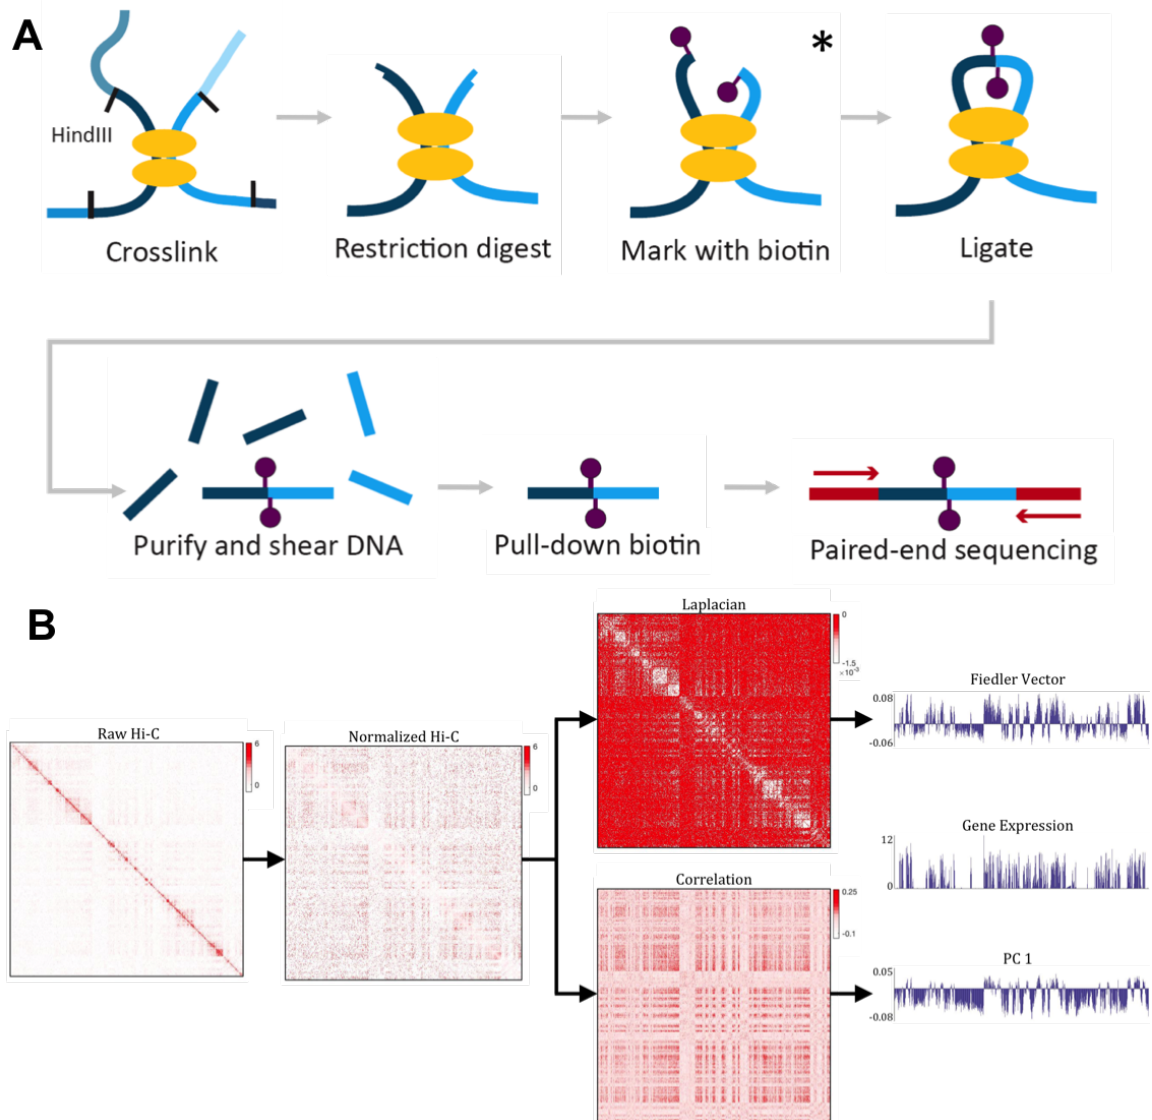 A
*
HindIII
Crosslink
Restriction digest
Mark with biotin
Ligate
Purify and shear DNA
Pull-down biotin
Paired-end sequencing
B
Raw Hi-C
6
0
Normalized Hi-C
6
0
Laplacian
0
-1.5
×10⁻³
Correlation
0.25
-0.1
Fiedler Vector
0.08
-0.06
Gene Expression
12
0
PC 1
0.05
-0.08